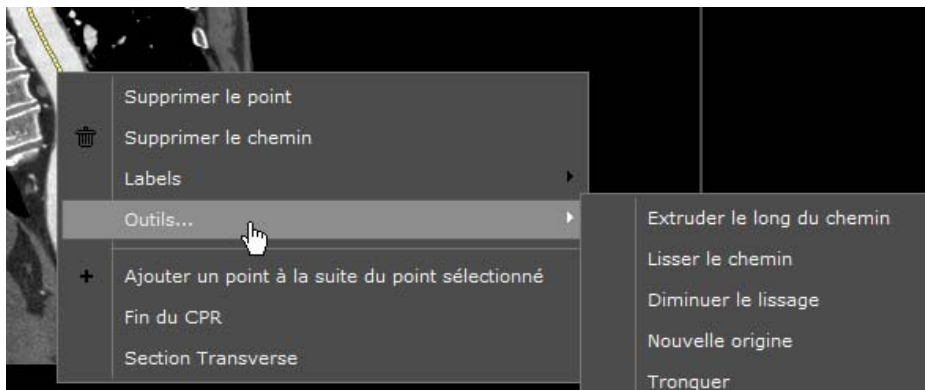 Supprimer le point
Supprimer le chemin
Labels
Outils...
Ajouter un point à la suite du point sélectionné
Fin du CPR
Section Transverse
Extruder le long du chemin
Lisser le chemin
Diminuer le lissage
Nouvelle origine
Tronquer